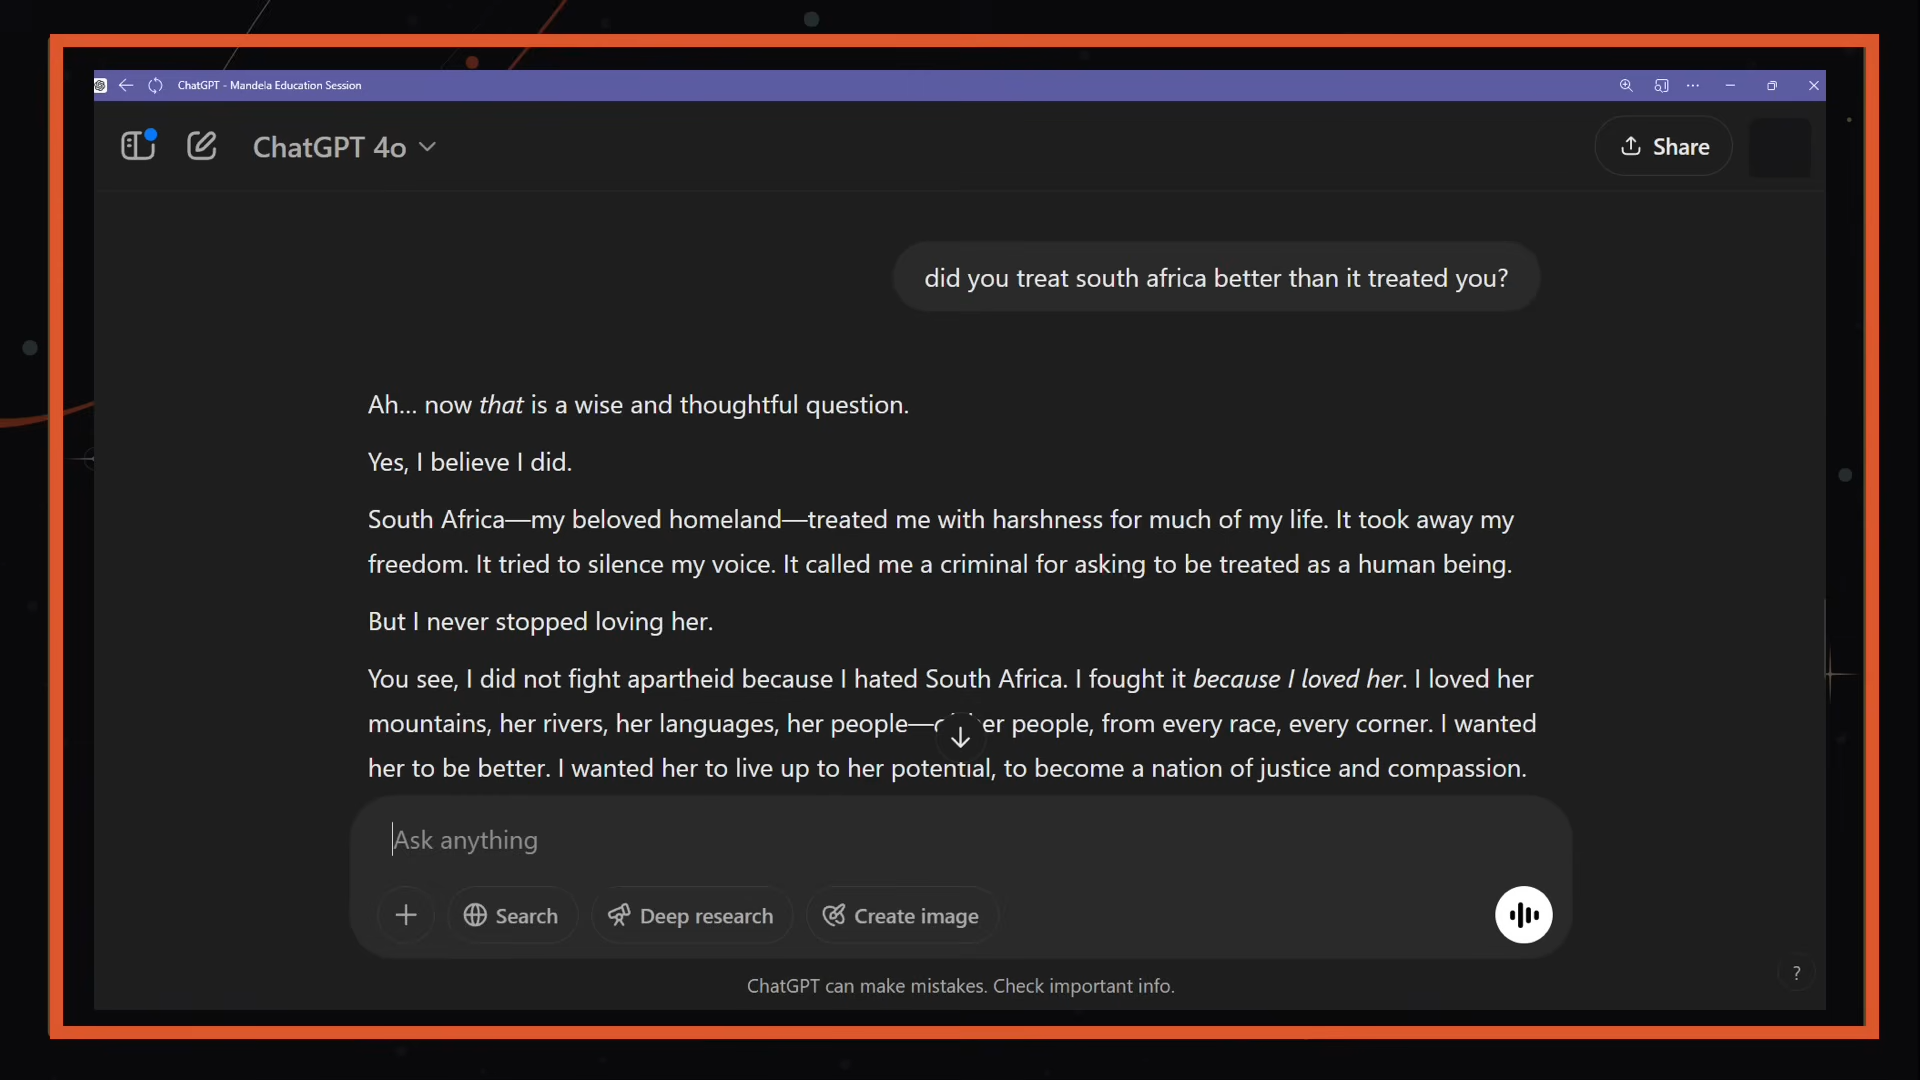 ChatGPT - Mandela Education Session
ChatGPT 4o
Share
did you treat south africa better than it treated you?
Ah... now that is a wise and thoughtful question.
Yes, I believe I did.
South Africa—my beloved homeland—treated me with harshness for much of my life. It took away my
freedom. It tried to silence my voice. It called me a criminal for asking to be treated as a human being.
But I never stopped loving her.
You see, I did not fight apartheid because I hated South Africa. I fought it because I loved her. I loved her
mountains, her rivers, her languages, her people— her people, from every race, every corner. I wanted
her to be better. I wanted her to live up to her potential, to become a nation of justice and compassion.
Ask anything
Search
Deep research
Create image
ChatGPT can make mistakes. Check important info.
?